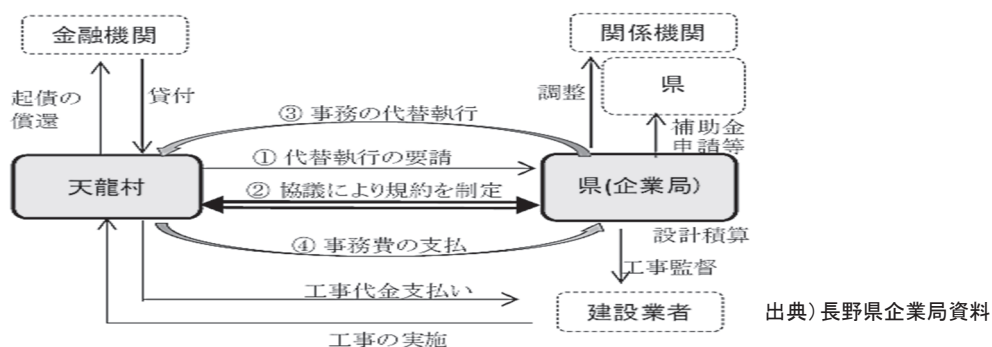 金融機関
関係機関
県
起債の
償還
貸付
調整
補助金
申請等
③ 事務の代替執行
① 代替執行の要請
天龍村
県(企業局)
② 協議により規約を制定
④ 事務費の支払
設計積算
工事監督
工事代金支払い
建設業者
工事の実施
出典）長野県企業局資料